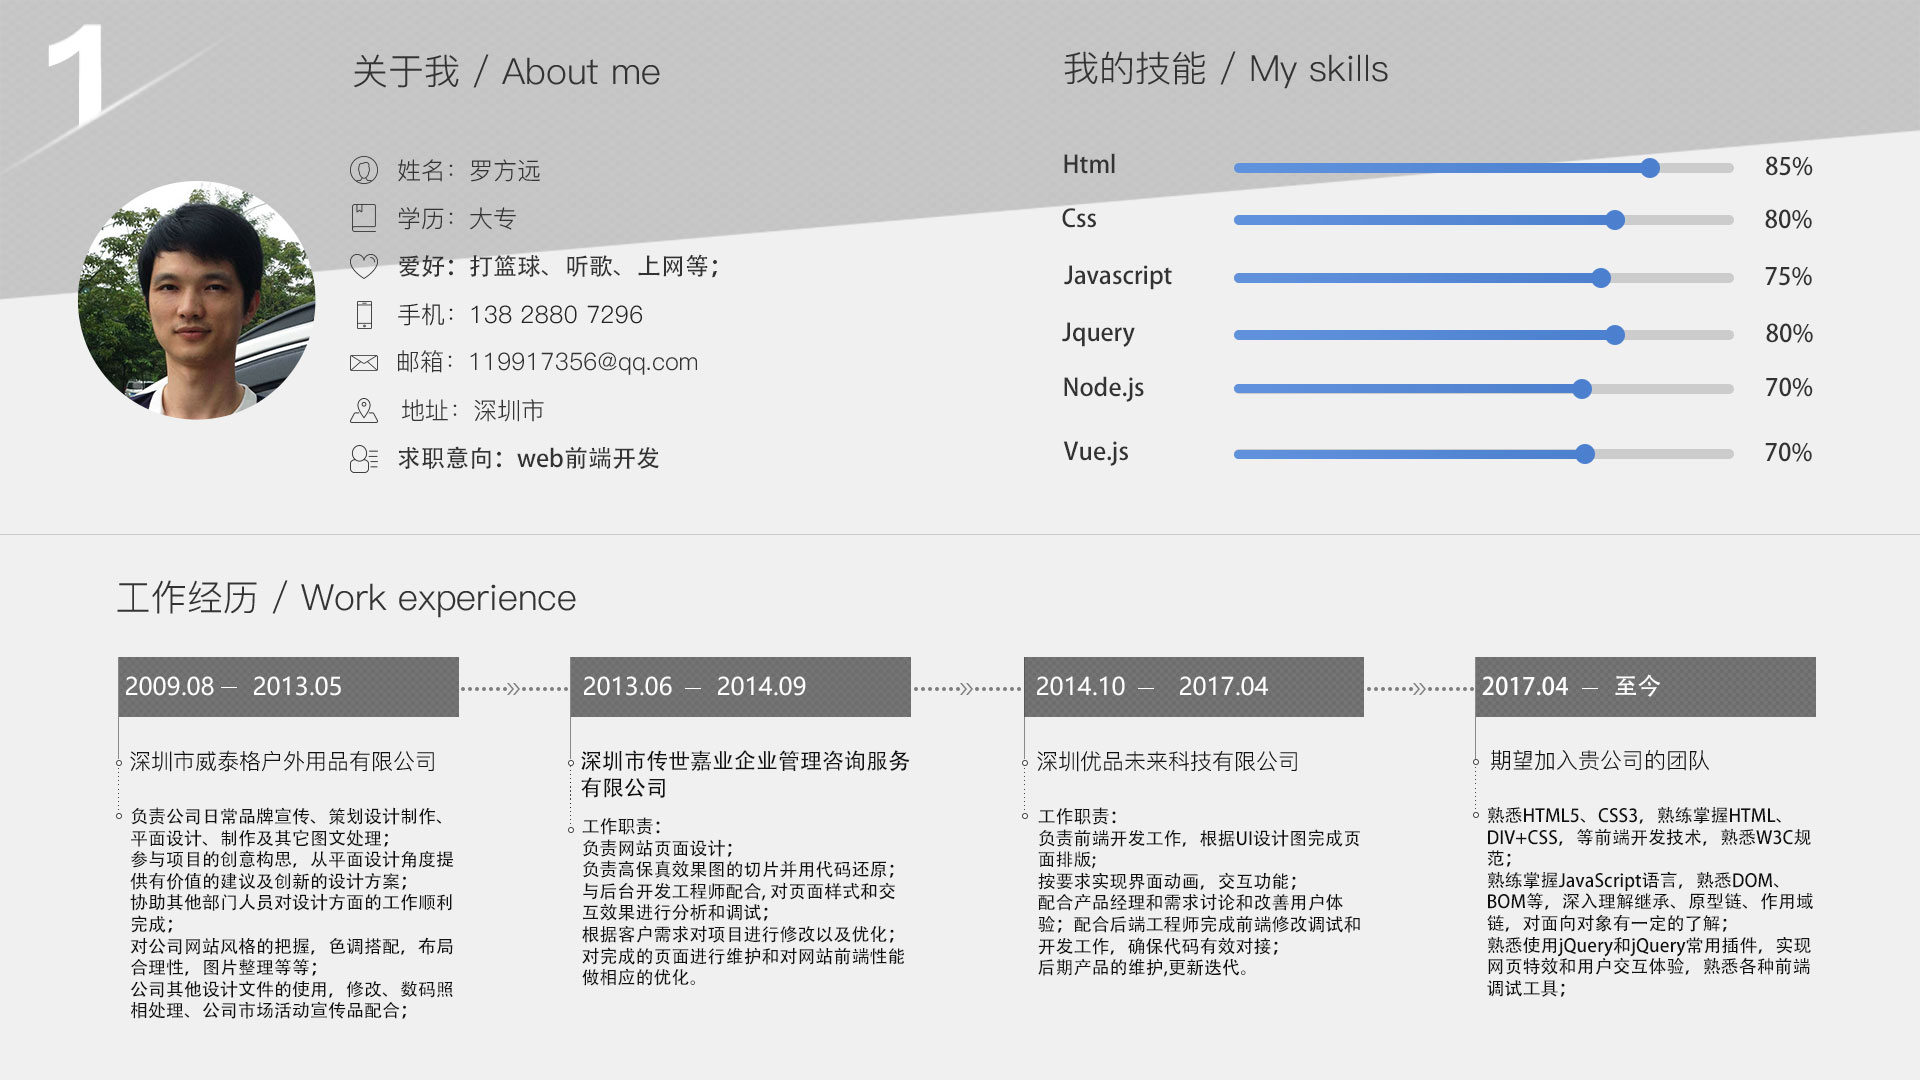 1
关于我 / About me
姓名：罗方远
学历：大专
爱好：打篮球、听歌、上网等；
手机：138 2880 7296
邮箱：119917356@qq.com
地址：深圳市
求职意向：web前端开发
我的技能 / My skills
Html 85%
Css 80%
Javascript 75%
Jquery 80%
Node.js 70%
Vue.js 70%
工作经历 / Work experience
2009.08 — 2013.05
深圳市威泰格户外用品有限公司
负责公司日常品牌宣传、策划设计制作、
平面设计、制作及其它图文处理；
参与项目的创意构思，从平面设计角度提
供有价值的建议及创新的设计方案；
协助其他部门人员对设计方面的工作顺利
完成；
对公司网站风格的把握，色调搭配，布局
合理性，图片整理等等；
公司其他设计文件的使用，修改、数码照
相处理、公司市场活动宣传品配合；
2013.06 — 2014.09
深圳市传世嘉业企业管理咨询服务
有限公司
工作职责：
负责网站页面设计；
负责高保真效果图的切片并用代码还原；
与后台开发工程师配合, 对页面样式和交
互效果进行分析和调试；
根据客户需求对项目进行修改以及优化；
对完成的页面进行维护和对网站前端性能
做相应的优化。
2014.10 — 2017.04
深圳优品未来科技有限公司
工作职责：
负责前端开发工作，根据UI设计图完成页
面排版;
按要求实现界面动画，交互功能；
配合产品经理和需求讨论和改善用户体
验；配合后端工程师完成前端修改调试和
开发工作，确保代码有效对接；
后期产品的维护,更新迭代。
2017.04 — 至今
期望加入贵公司的团队
熟悉HTML5、CSS3，熟练掌握HTML、
DIV+CSS，等前端开发技术，熟悉W3C规
范；
熟练掌握JavaScript语言，熟悉DOM、
BOM等，深入理解继承、原型链、作用域
链，对面向对象有一定的了解；
熟悉使用jQuery和jQuery常用插件，实现
网页特效和用户交互体验，熟悉各种前端
调试工具；